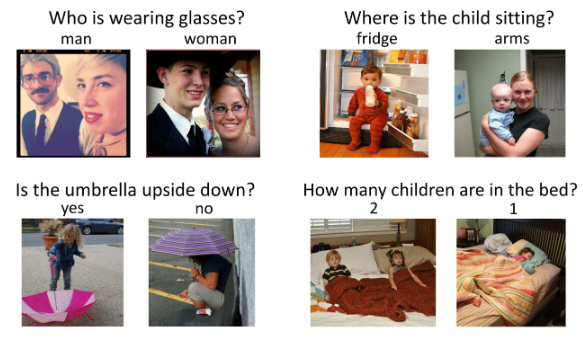 Who is wearing glasses?
man woman
Where is the child sitting?
fridge arms
Is the umbrella upside down?
yes no
How many children are in the bed?
2 1